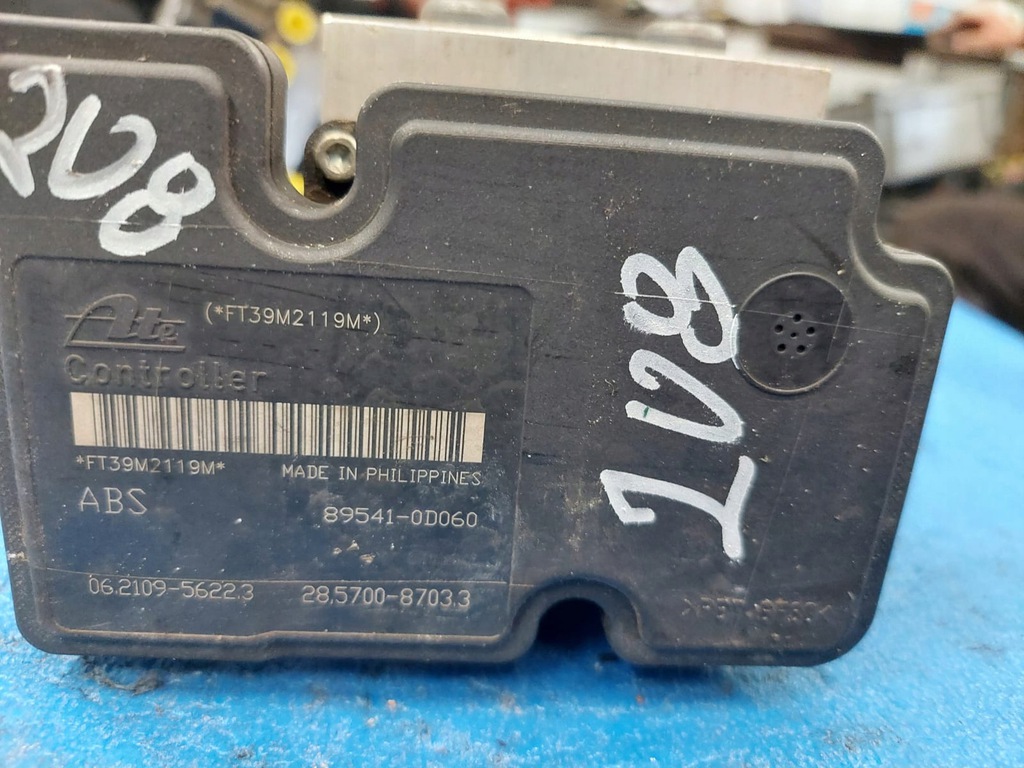 2U8
Ate (*FT39M2119M*)
Controller
*FT39M2119M* MADE IN PHILIPPINES
ABS
89541-0D060
06.2109-5622.3 28.5700-8703.3